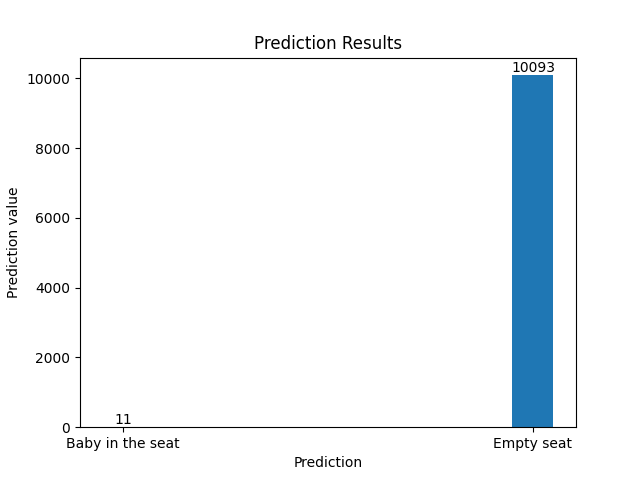 Prediction Results
Prediction value
10000
8000
6000
4000
2000
0
11
10093
Baby in the seat
Empty seat
Prediction